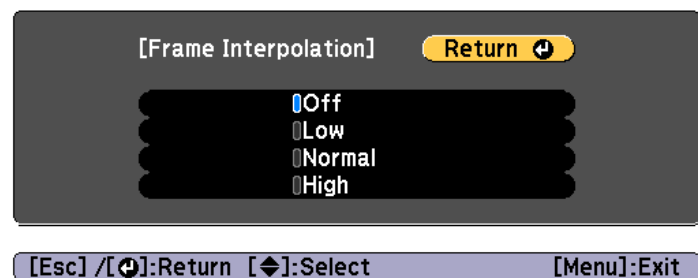 [Frame Interpolation] Return
Off
Low
Normal
High
[Esc] /[ ]:Return [ ]:Select [Menu]:Exit